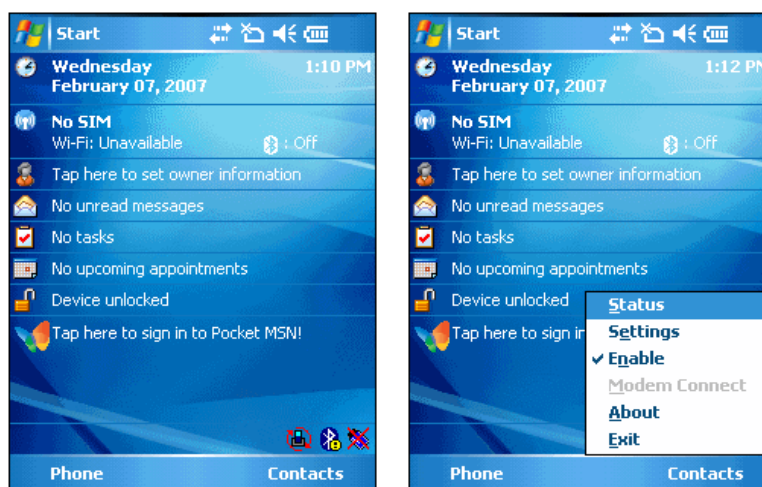 Start
Wednesday 1:10 PM
February 07, 2007
No SIM
Wi-Fi: Unavailable : Off
Tap here to set owner information
No unread messages
No tasks
No upcoming appointments
Device unlocked
Tap here to sign in to Pocket MSN!
Phone Contacts
Start
Wednesday 1:12 PM
February 07, 2007
No SIM
Wi-Fi: Unavailable : Off
Tap here to set owner information
No unread messages
No tasks
No upcoming appointments
Device unlocked
Tap here to sign in
Status
Settings
Enable
Modem Connect
About
Exit
Phone Contacts